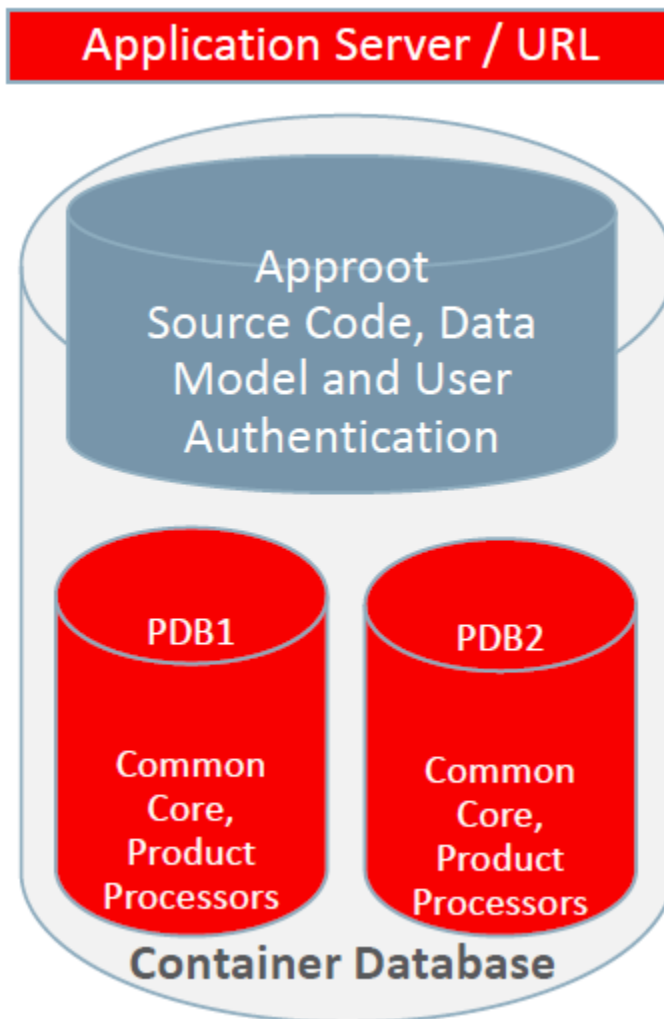 Application Server / URL
Approot
Source Code, Data
Model and User
Authentication
PDB1
Common
Core,
Product
Processors
PDB2
Common
Core,
Product
Processors
Container Database